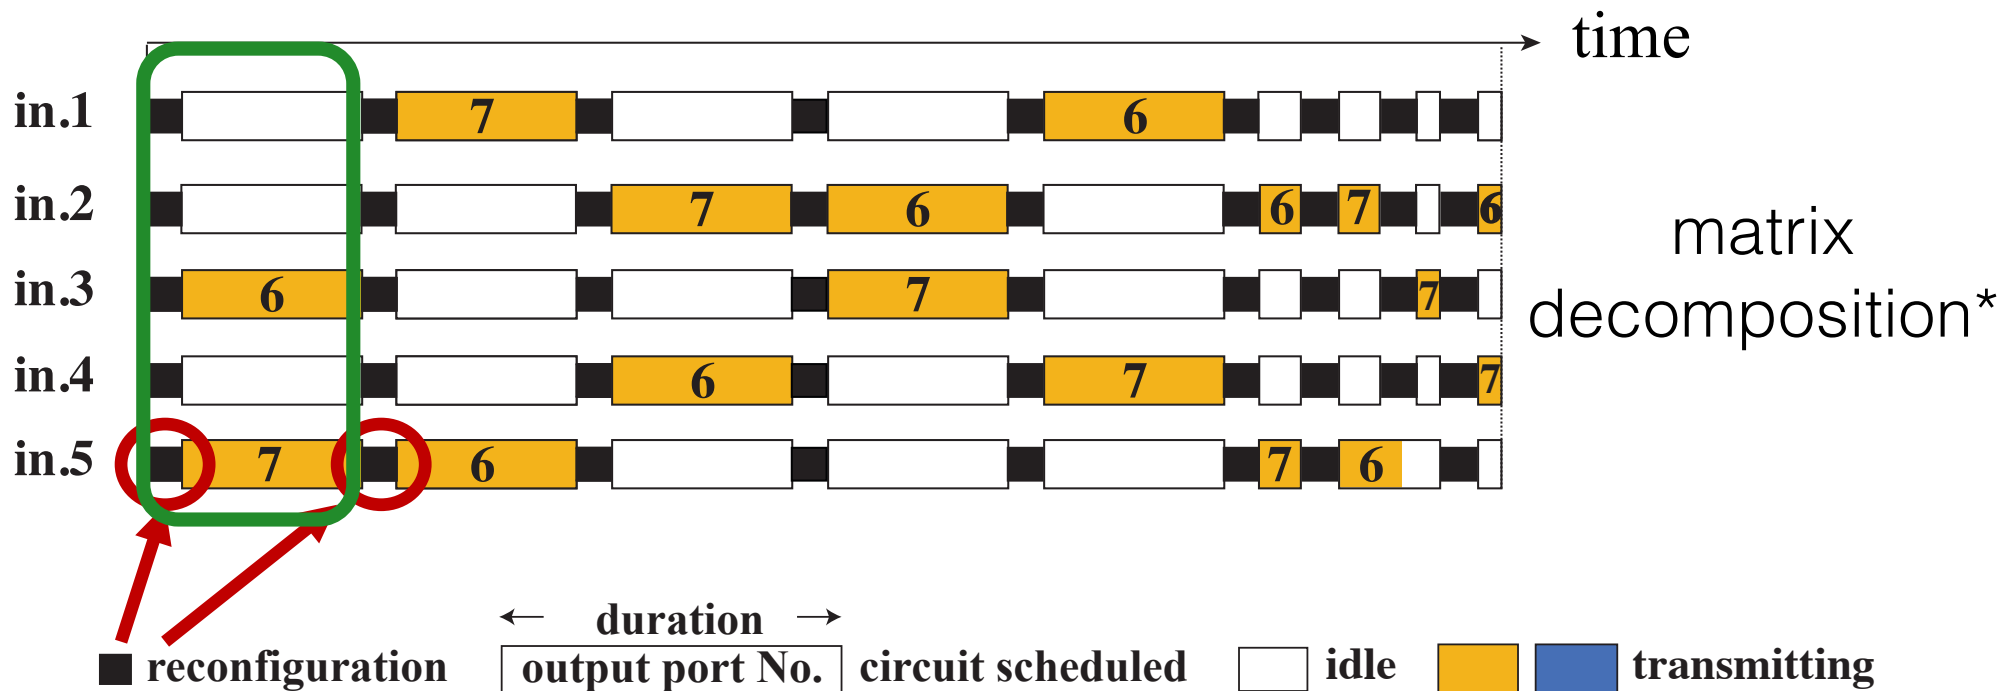 time
in.1 7 6
in.2 7 6 6 7 6
in.3 6 7 7
in.4 6 7 7
in.5 7 6 7 6
matrix
decomposition*
duration
reconfiguration output port No. circuit scheduled idle transmitting